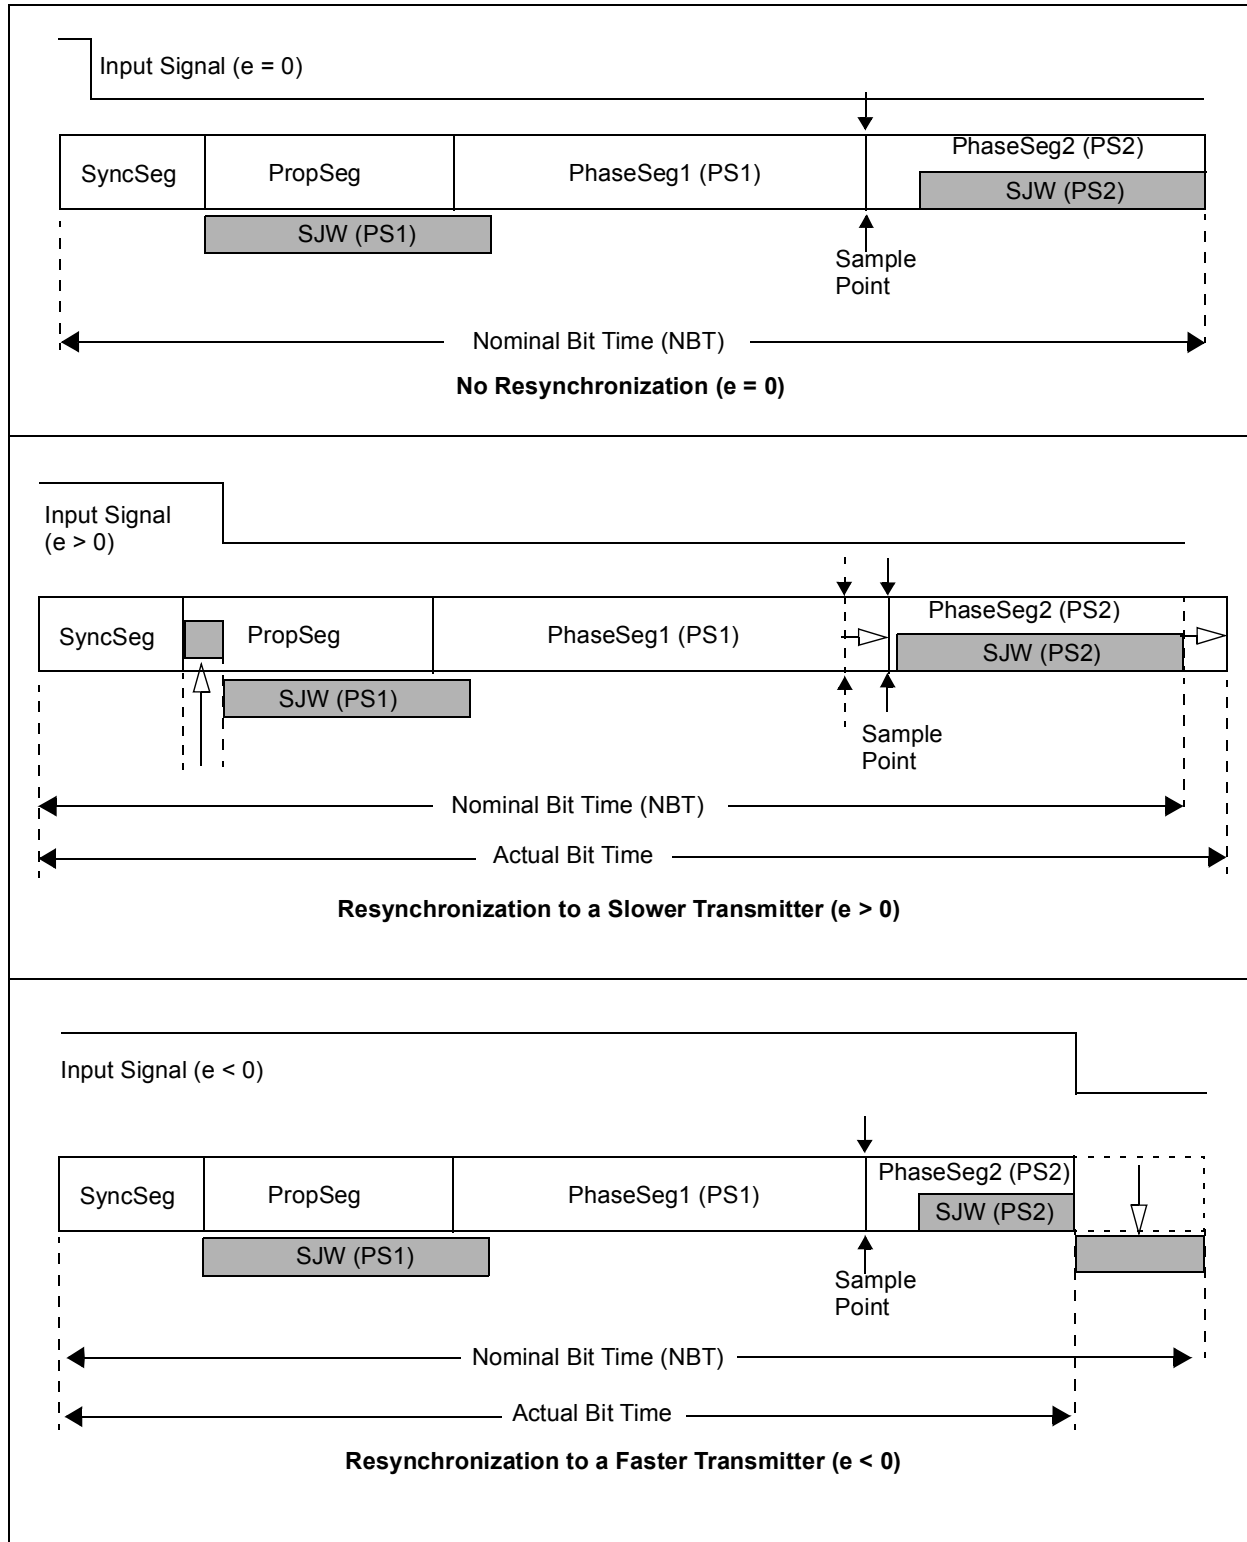 Input Signal (e = 0)
SyncSeg
PropSeg
PhaseSeg1 (PS1)
PhaseSeg2 (PS2)
SJW (PS2)
SJW (PS1)
Sample
Point
Nominal Bit Time (NBT)
No Resynchronization (e = 0)
Input Signal
(e > 0)
SyncSeg
PropSeg
PhaseSeg1 (PS1)
PhaseSeg2 (PS2)
SJW (PS2)
SJW (PS1)
Sample
Point
Nominal Bit Time (NBT)
Actual Bit Time
Resynchronization to a Slower Transmitter (e > 0)
Input Signal (e < 0)
SyncSeg
PropSeg
PhaseSeg1 (PS1)
PhaseSeg2 (PS2)
SJW (PS2)
SJW (PS1)
Sample
Point
Nominal Bit Time (NBT)
Actual Bit Time
Resynchronization to a Faster Transmitter (e < 0)